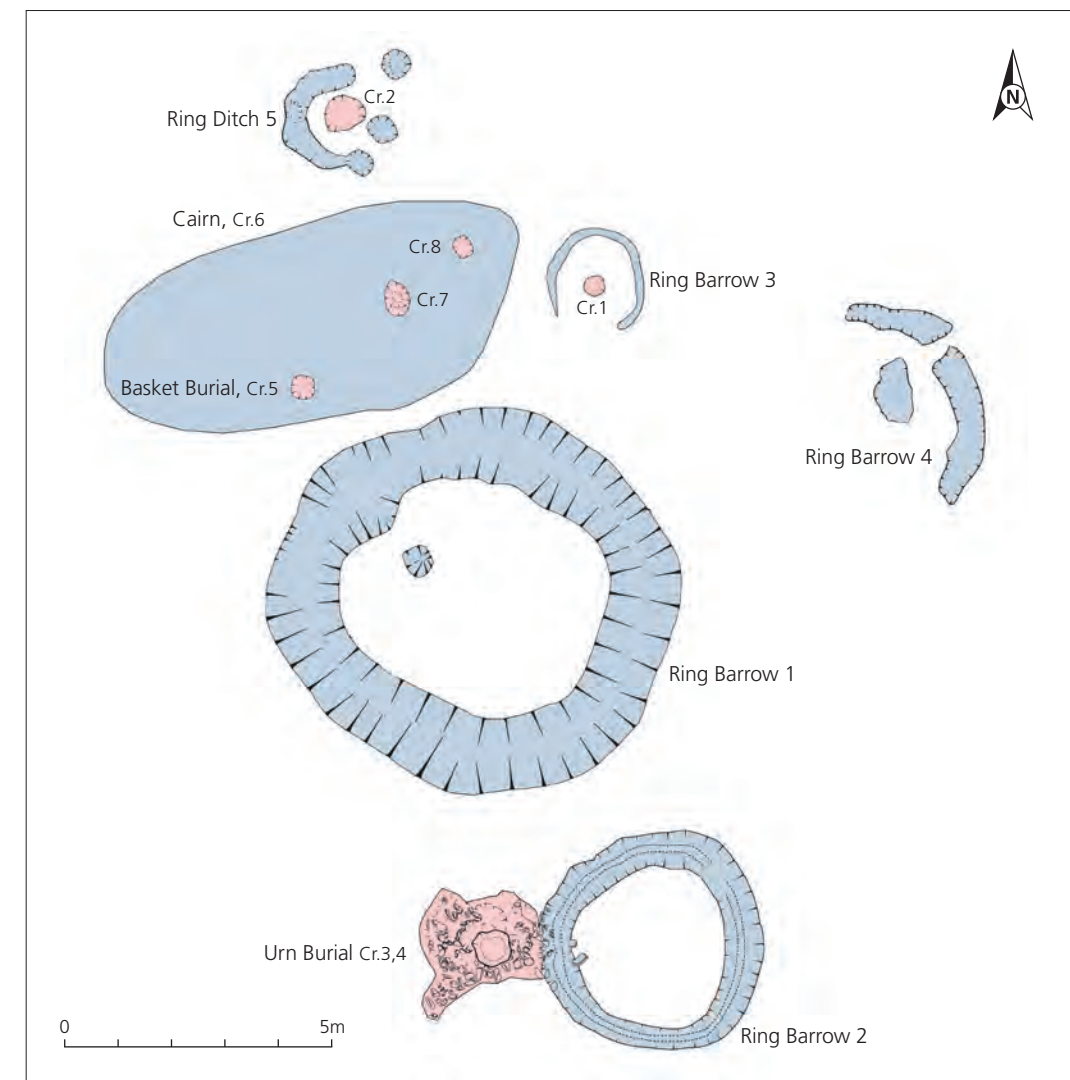 N
Cr.2
Ring Ditch 5
Cairn, Cr.6
Cr.8
Ring Barrow 3
Cr.7
Cr.1
Basket Burial, Cr.5
Ring Barrow 4
Ring Barrow 1
Urn Burial Cr.3,4
0 5m
Ring Barrow 2